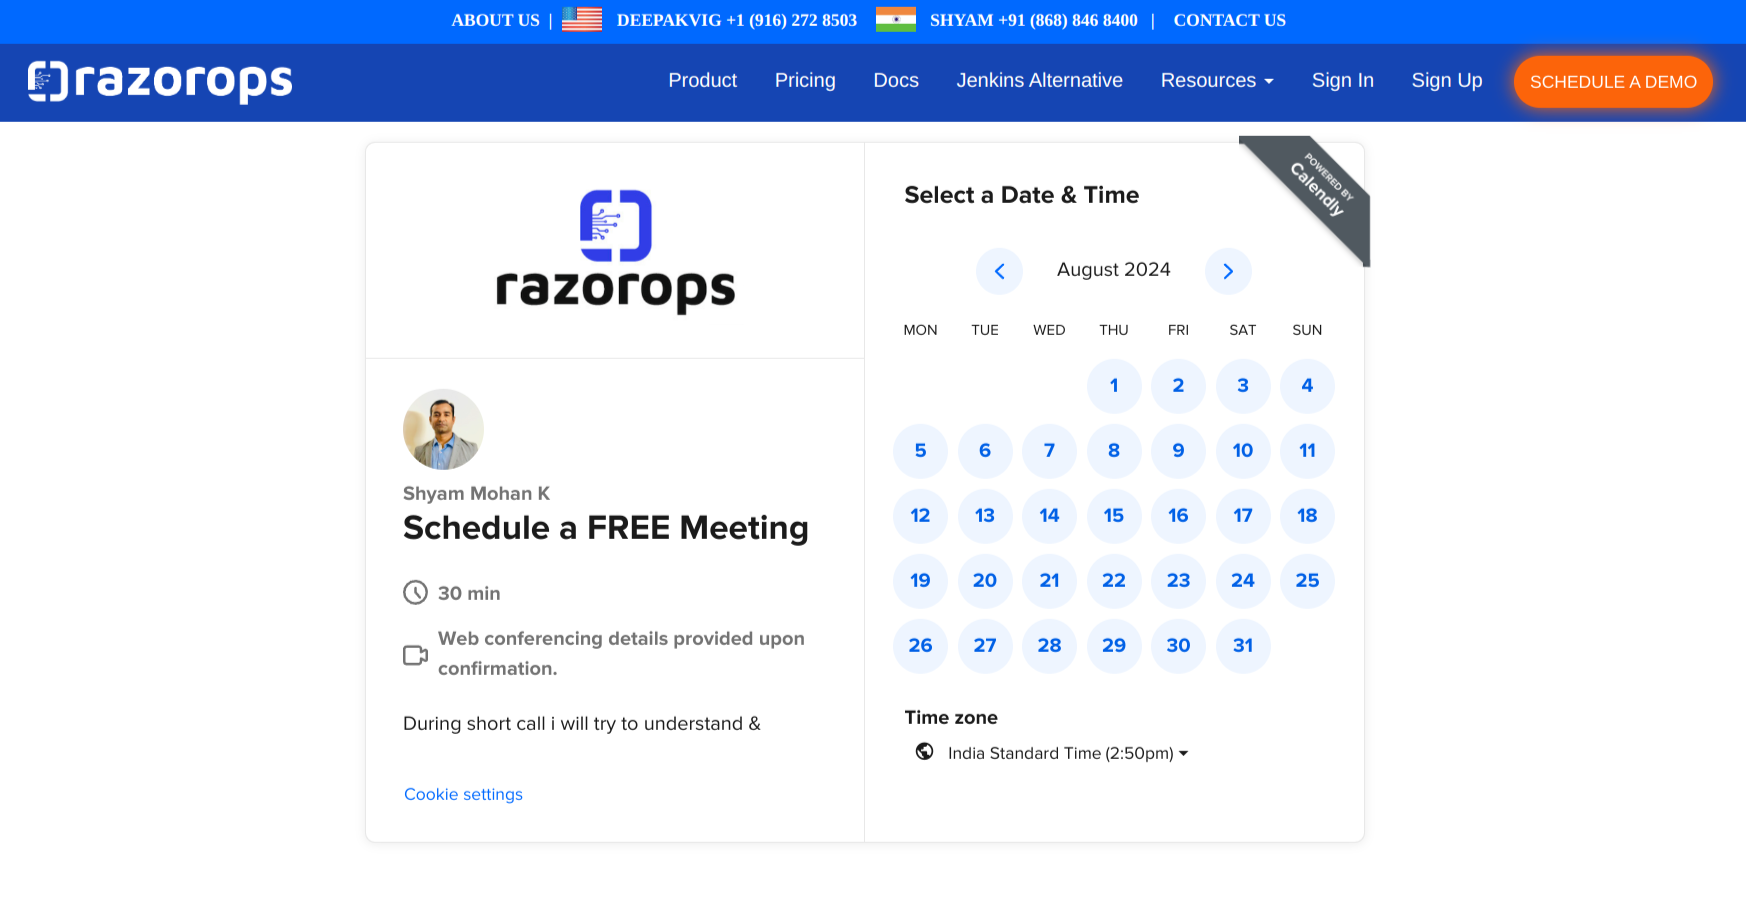 ABOUT US | DEEPAKVIG +1 (916) 272 8503 SHYAM +91 (868) 846 8400 | CONTACT US
razorops Product Pricing Docs Jenkins Alternative Resources Sign In Sign Up SCHEDULE A DEMO
razorops
Shyam Mohan K
Schedule a FREE Meeting
30 min
Web conferencing details provided upon
confirmation.
During short call i will try to understand &
Cookie settings
POWERED BY
Calendly
Select a Date & Time
August 2024
MON TUE WED THU FRI SAT SUN
1 2 3 4
5 6 7 8 9 10 11
12 13 14 15 16 17 18
19 20 21 22 23 24 25
26 27 28 29 30 31
Time zone
India Standard Time (2:50pm)